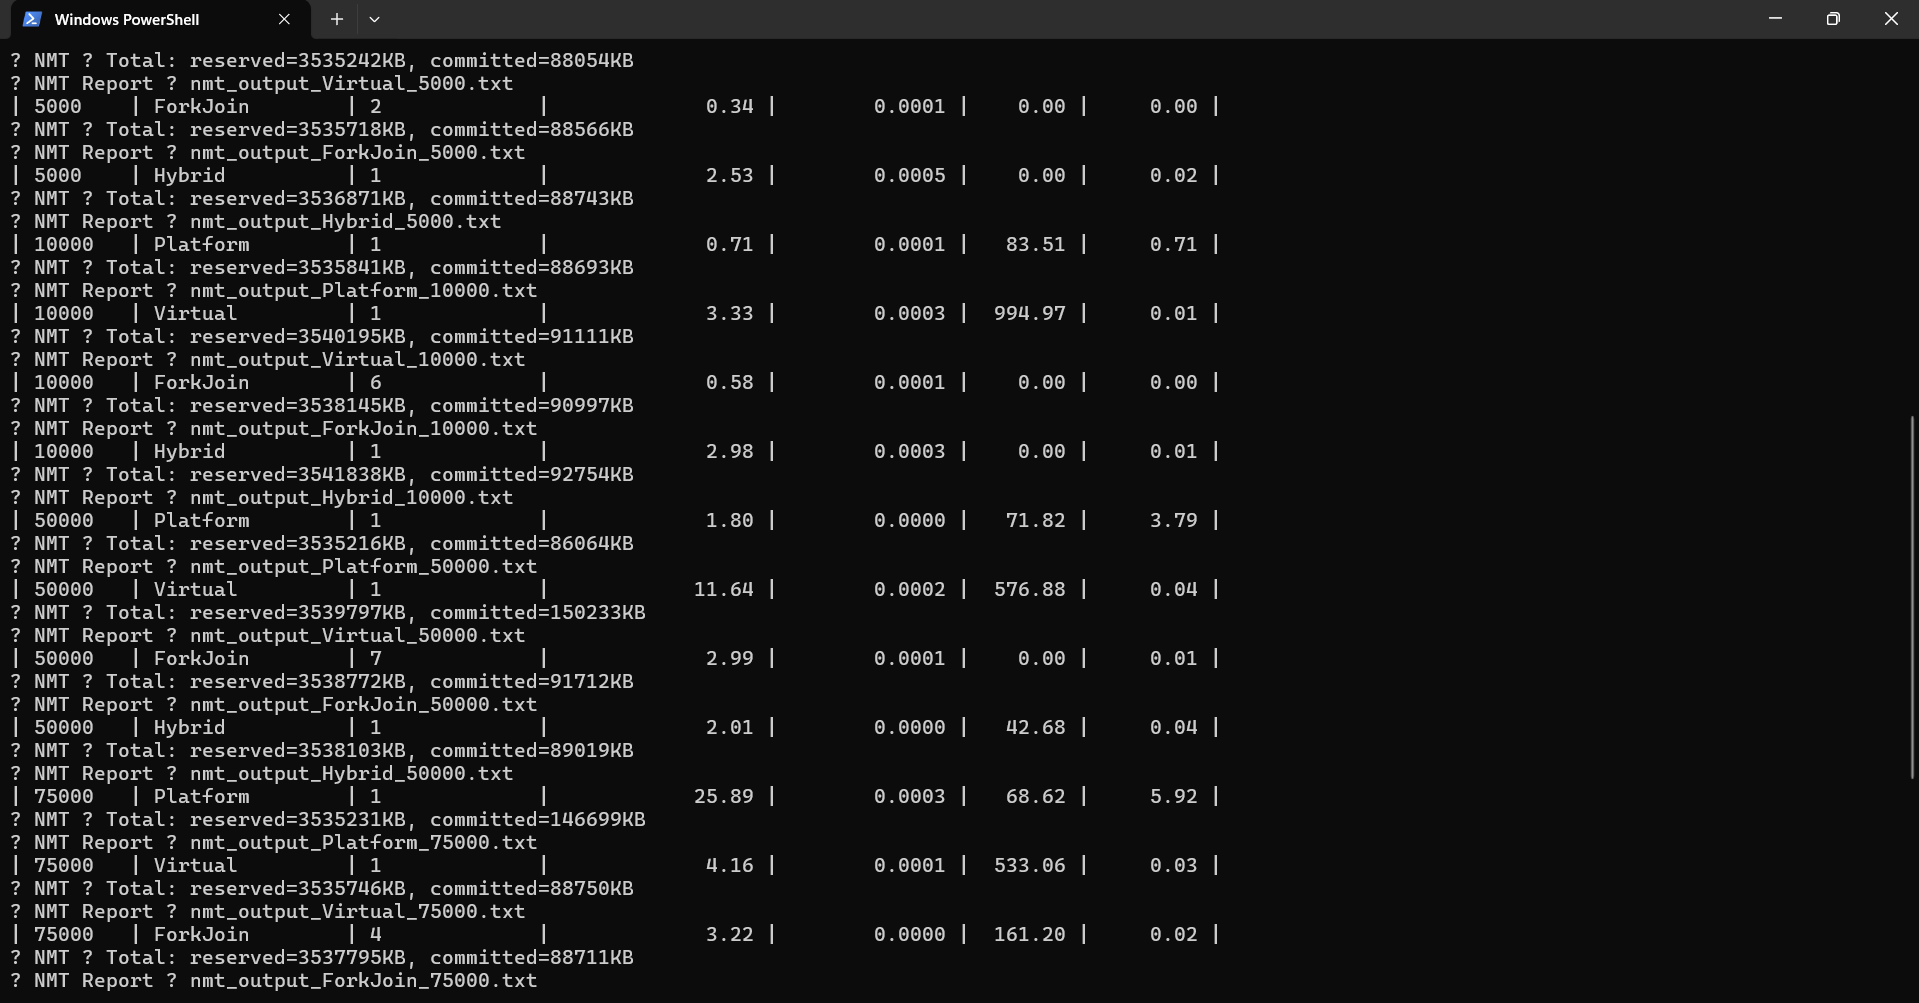 Windows PowerShell
? NMT ? Total: reserved=3535242KB, committed=88054KB
? NMT Report ? nmt_output_Virtual_5000.txt
| 5000    | ForkJoin        | 2             |             0.34 |        0.0001 |    0.00 |     0.00 |
? NMT ? Total: reserved=3535718KB, committed=88566KB
? NMT Report ? nmt_output_ForkJoin_5000.txt
| 5000    | Hybrid          | 1             |             2.53 |        0.0005 |    0.00 |     0.02 |
? NMT ? Total: reserved=3536871KB, committed=88743KB
? NMT Report ? nmt_output_Hybrid_5000.txt
| 10000   | Platform        | 1             |             0.71 |        0.0001 |   83.51 |     0.71 |
? NMT ? Total: reserved=3535841KB, committed=88693KB
? NMT Report ? nmt_output_Platform_10000.txt
| 10000   | Virtual         | 1             |             3.33 |        0.0003 |  994.97 |     0.01 |
? NMT ? Total: reserved=3540195KB, committed=91111KB
? NMT Report ? nmt_output_Virtual_10000.txt
| 10000   | ForkJoin        | 6             |             0.58 |        0.0001 |    0.00 |     0.00 |
? NMT ? Total: reserved=3538145KB, committed=90997KB
? NMT Report ? nmt_output_ForkJoin_10000.txt
| 10000   | Hybrid          | 1             |             2.98 |        0.0003 |    0.00 |     0.01 |
? NMT ? Total: reserved=3541838KB, committed=92754KB
? NMT Report ? nmt_output_Hybrid_10000.txt
| 50000   | Platform        | 1             |             1.80 |        0.0000 |   71.82 |     3.79 |
? NMT ? Total: reserved=3535216KB, committed=86064KB
? NMT Report ? nmt_output_Platform_50000.txt
| 50000   | Virtual         | 1             |            11.64 |        0.0002 |  576.88 |     0.04 |
? NMT ? Total: reserved=3539797KB, committed=150233KB
? NMT Report ? nmt_output_Virtual_50000.txt
| 50000   | ForkJoin        | 7             |             2.99 |        0.0001 |    0.00 |     0.01 |
? NMT ? Total: reserved=3538772KB, committed=91712KB
? NMT Report ? nmt_output_ForkJoin_50000.txt
| 50000   | Hybrid          | 1             |             2.01 |        0.0000 |   42.68 |     0.04 |
? NMT ? Total: reserved=3538103KB, committed=89019KB
? NMT Report ? nmt_output_Hybrid_50000.txt
| 75000   | Platform        | 1             |            25.89 |        0.0003 |   68.62 |     5.92 |
? NMT ? Total: reserved=3535231KB, committed=146699KB
? NMT Report ? nmt_output_Platform_75000.txt
| 75000   | Virtual         | 1             |             4.16 |        0.0001 |  533.06 |     0.03 |
? NMT ? Total: reserved=3535746KB, committed=88750KB
? NMT Report ? nmt_output_Virtual_75000.txt
| 75000   | ForkJoin        | 4             |             3.22 |        0.0000 |  161.20 |     0.02 |
? NMT ? Total: reserved=3537795KB, committed=88711KB
? NMT Report ? nmt_output_ForkJoin_75000.txt